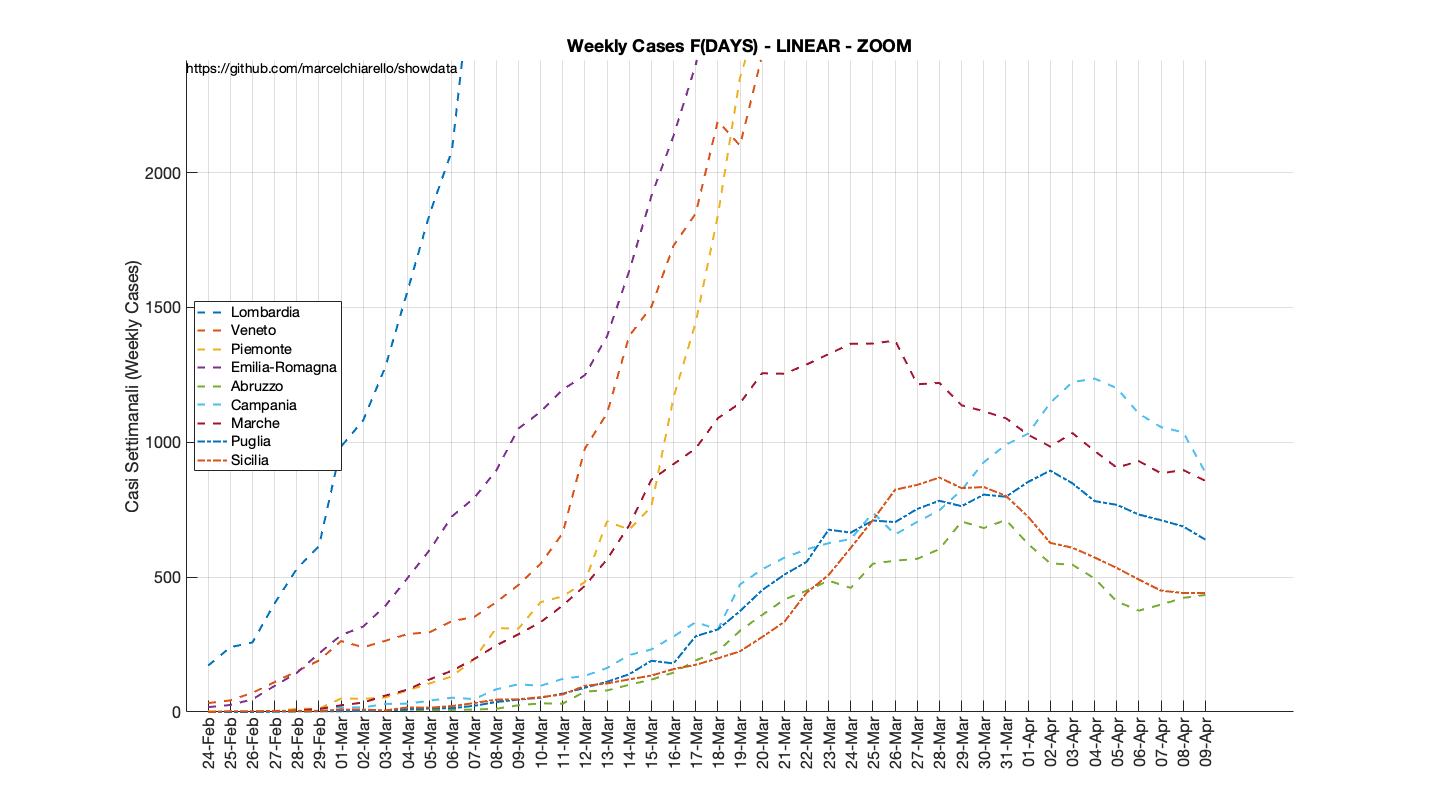 Weekly Cases F(DAYS) - LINEAR - ZOOM
https://github.com/marcelchiarello/showdata
Casi Settimanali (Weekly Cases)
2000
1500
1000
500
0
Lombardia
Veneto
Piemonte
Emilia-Romagna
Abruzzo
Campania
Marche
Puglia
Sicilia
24-Feb
25-Feb
26-Feb
27-Feb
28-Feb
29-Feb
01-Mar
02-Mar
03-Mar
04-Mar
05-Mar
06-Mar
07-Mar
08-Mar
09-Mar
10-Mar
11-Mar
12-Mar
13-Mar
14-Mar
15-Mar
16-Mar
17-Mar
18-Mar
19-Mar
20-Mar
21-Mar
22-Mar
23-Mar
24-Mar
25-Mar
26-Mar
27-Mar
28-Mar
29-Mar
30-Mar
31-Mar
01-Apr
02-Apr
03-Apr
04-Apr
05-Apr
06-Apr
07-Apr
08-Apr
09-Apr